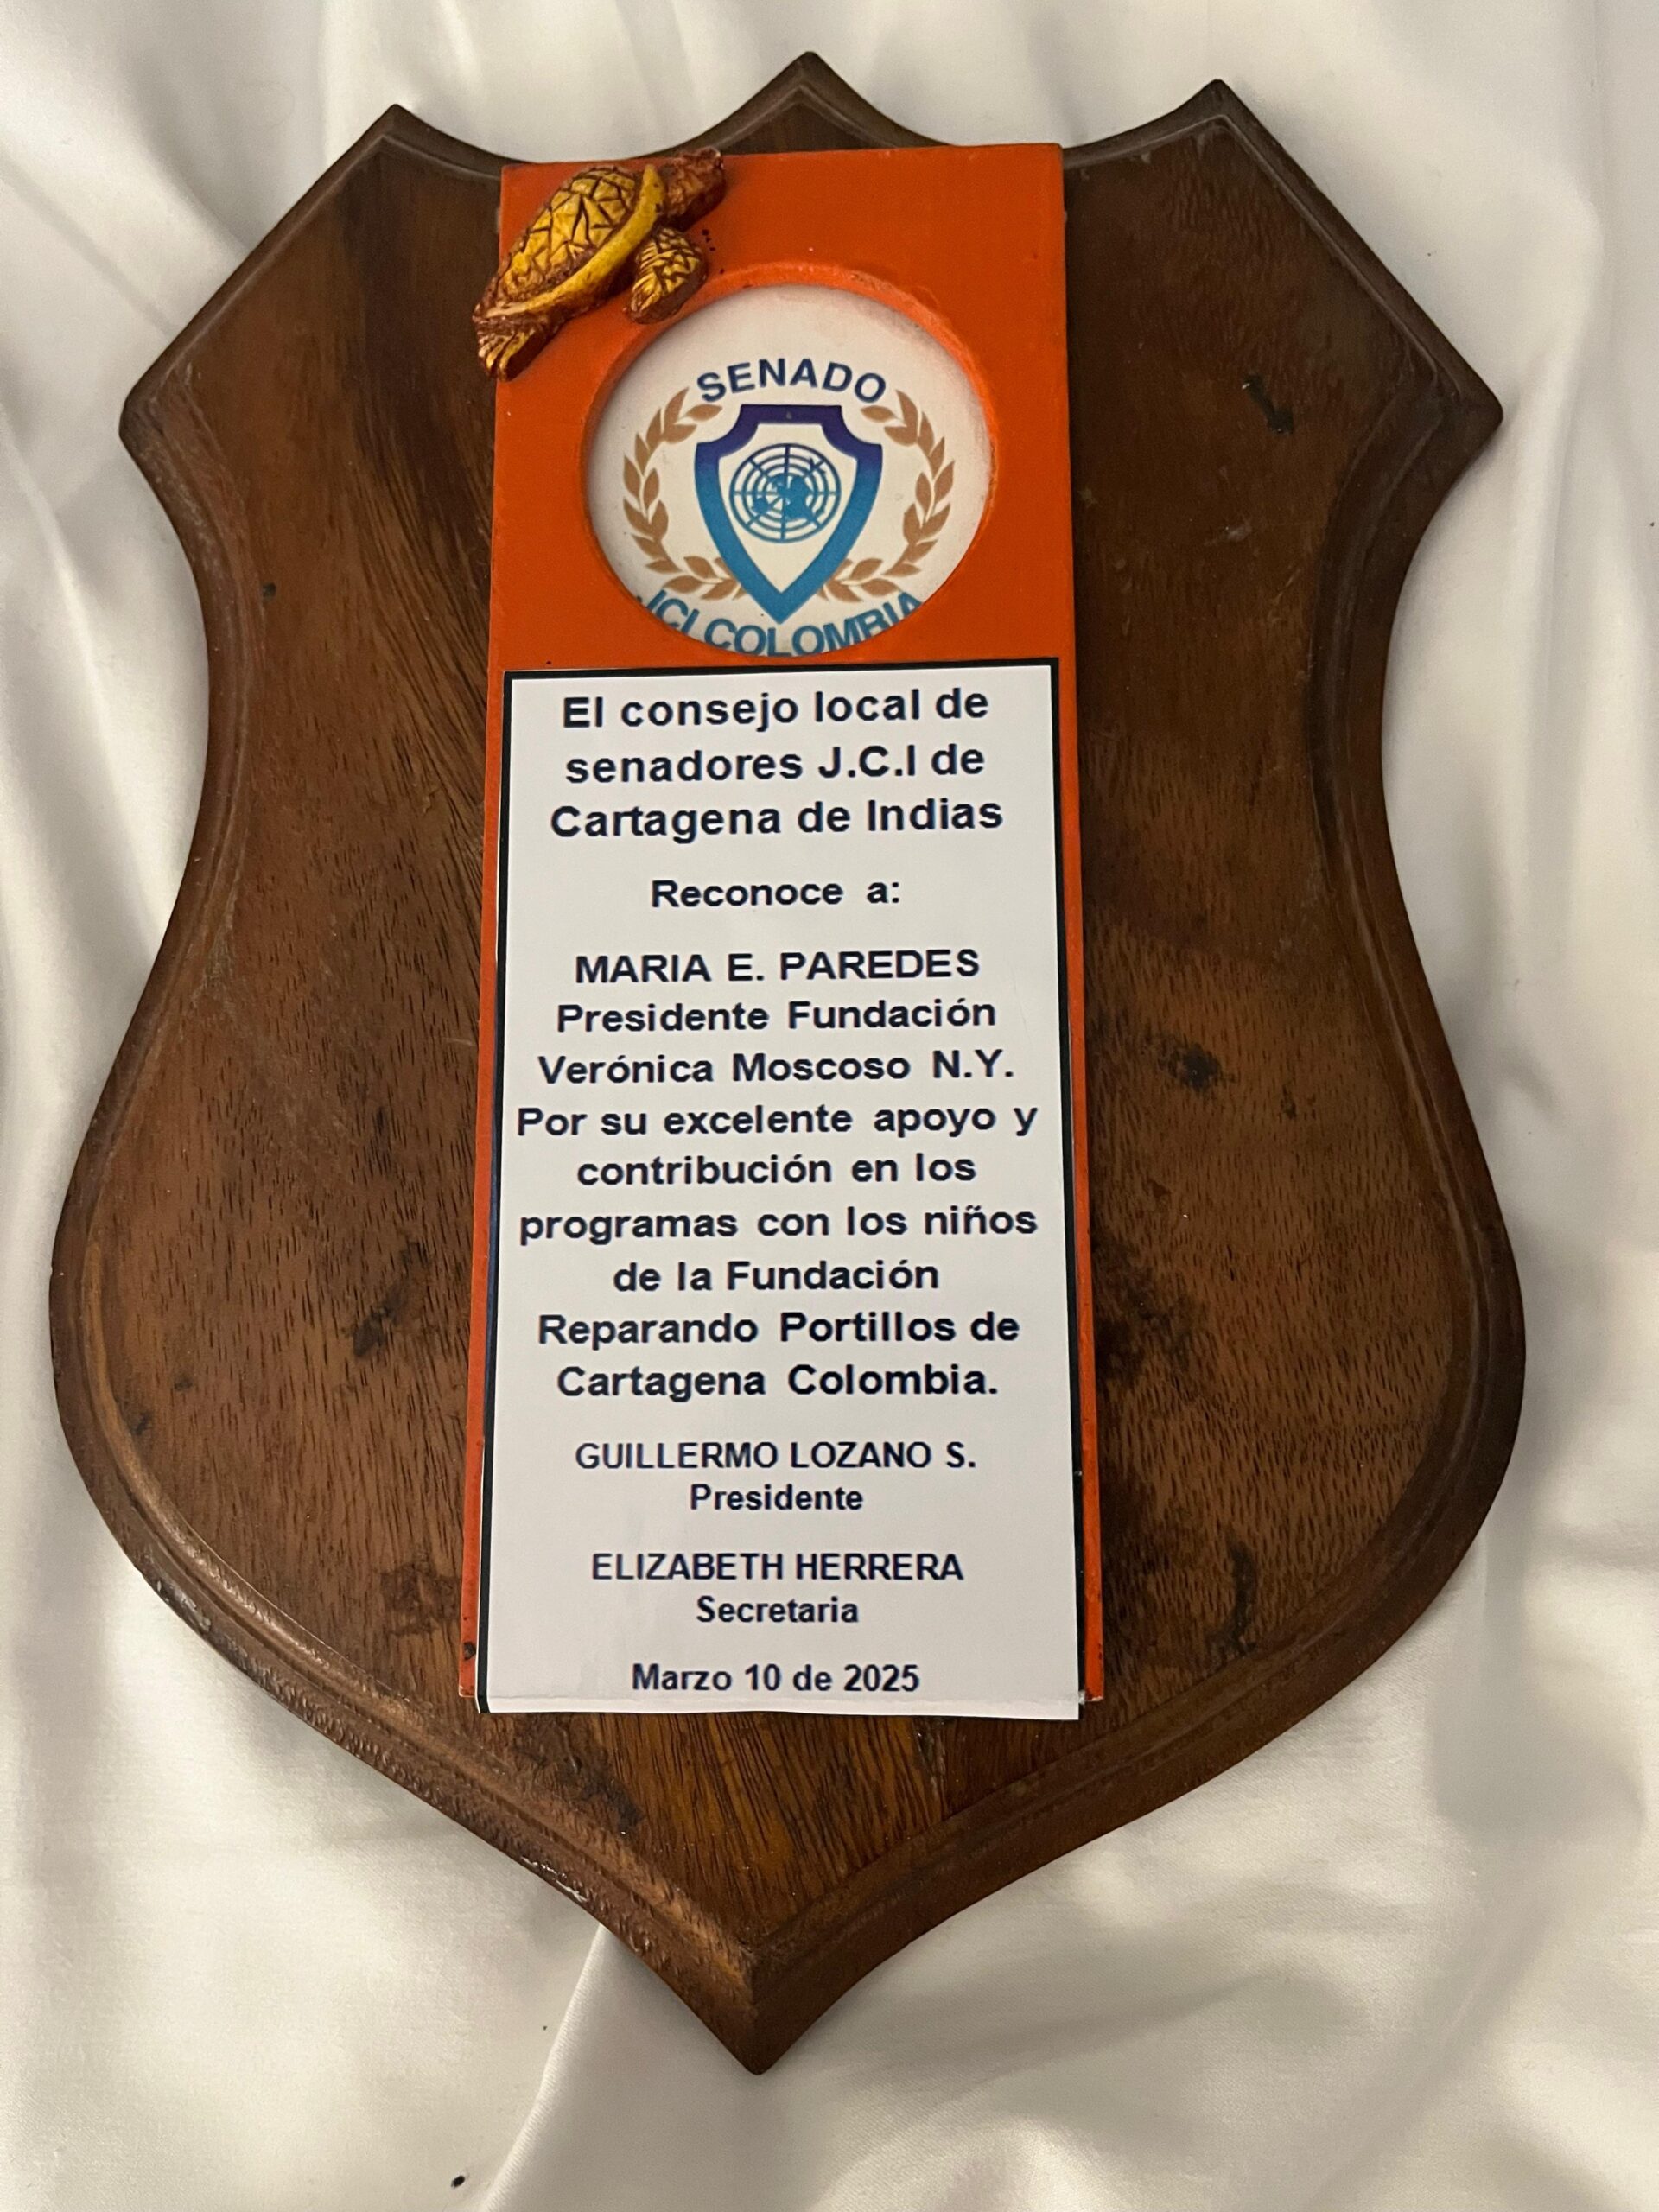 SENADO
JCI COLOMBIA
El consejo local de
senadores J.C.I de
Cartagena de Indias
Reconoce a:
MARIA E. PAREDES
Presidente Fundación
Verónica Moscoso N.Y.
Por su excelente apoyo y
contribución en los
programas con los niños
de la Fundación
Reparando Portillos de
Cartagena Colombia.
GUILLERMO LOZANO S.
Presidente
ELIZABETH HERRERA
Secretaria
Marzo 10 de 2025